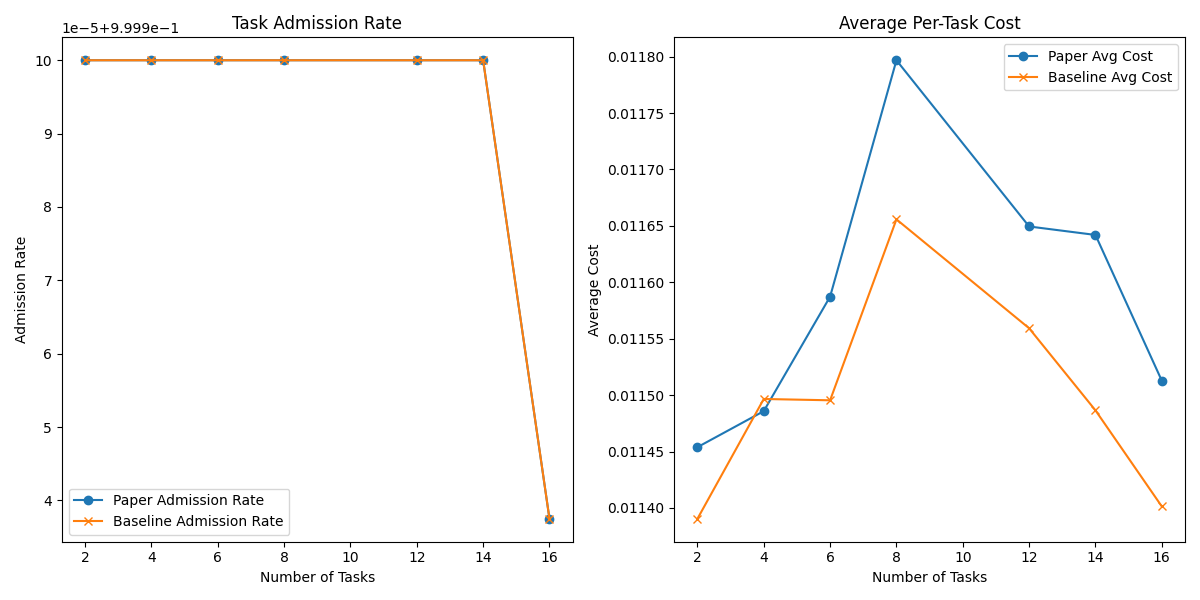 Task Admission Rate
1e−5+9.999e−1
Admission Rate
10
9
8
7
6
5
4
Paper Admission Rate
Baseline Admission Rate
2 4 6 8 10 12 14 16
Number of Tasks
Average Per-Task Cost
Average Cost
0.01180
0.01175
0.01170
0.01165
0.01160
0.01155
0.01150
0.01145
0.01140
Paper Avg Cost
Baseline Avg Cost
2 4 6 8 10 12 14 16
Number of Tasks